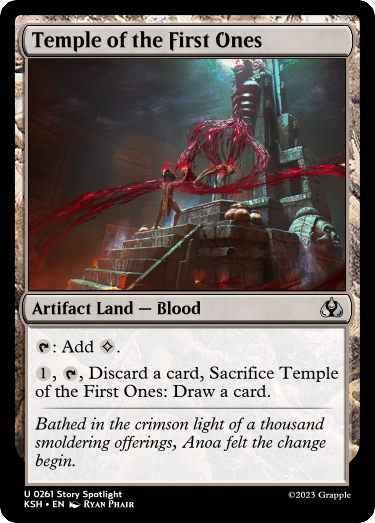 Temple of the First Ones
Artifact Land — Blood
: Add .
1, , Discard a card, Sacrifice Temple
of the First Ones: Draw a card.
Bathed in the crimson light of a thousand
smoldering offerings, Anoa felt the change
begin.
U 0261 Story Spotlight
KSH • EN Ryan Phair
©2023 Grapple